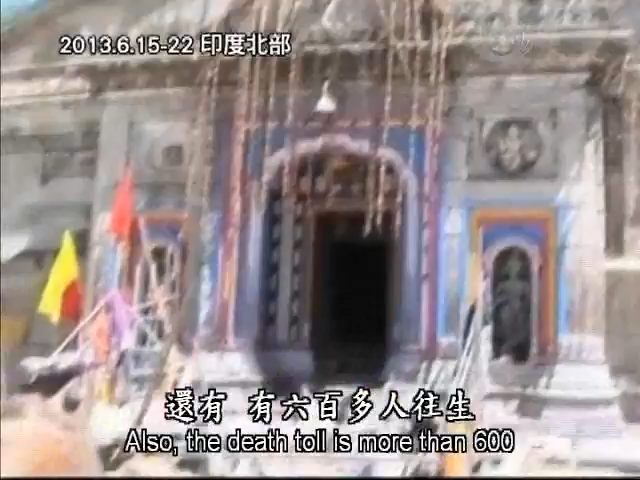 2013.6.15-22 印度北部
還有 有六百多人往生
Also, the death toll is more than 600